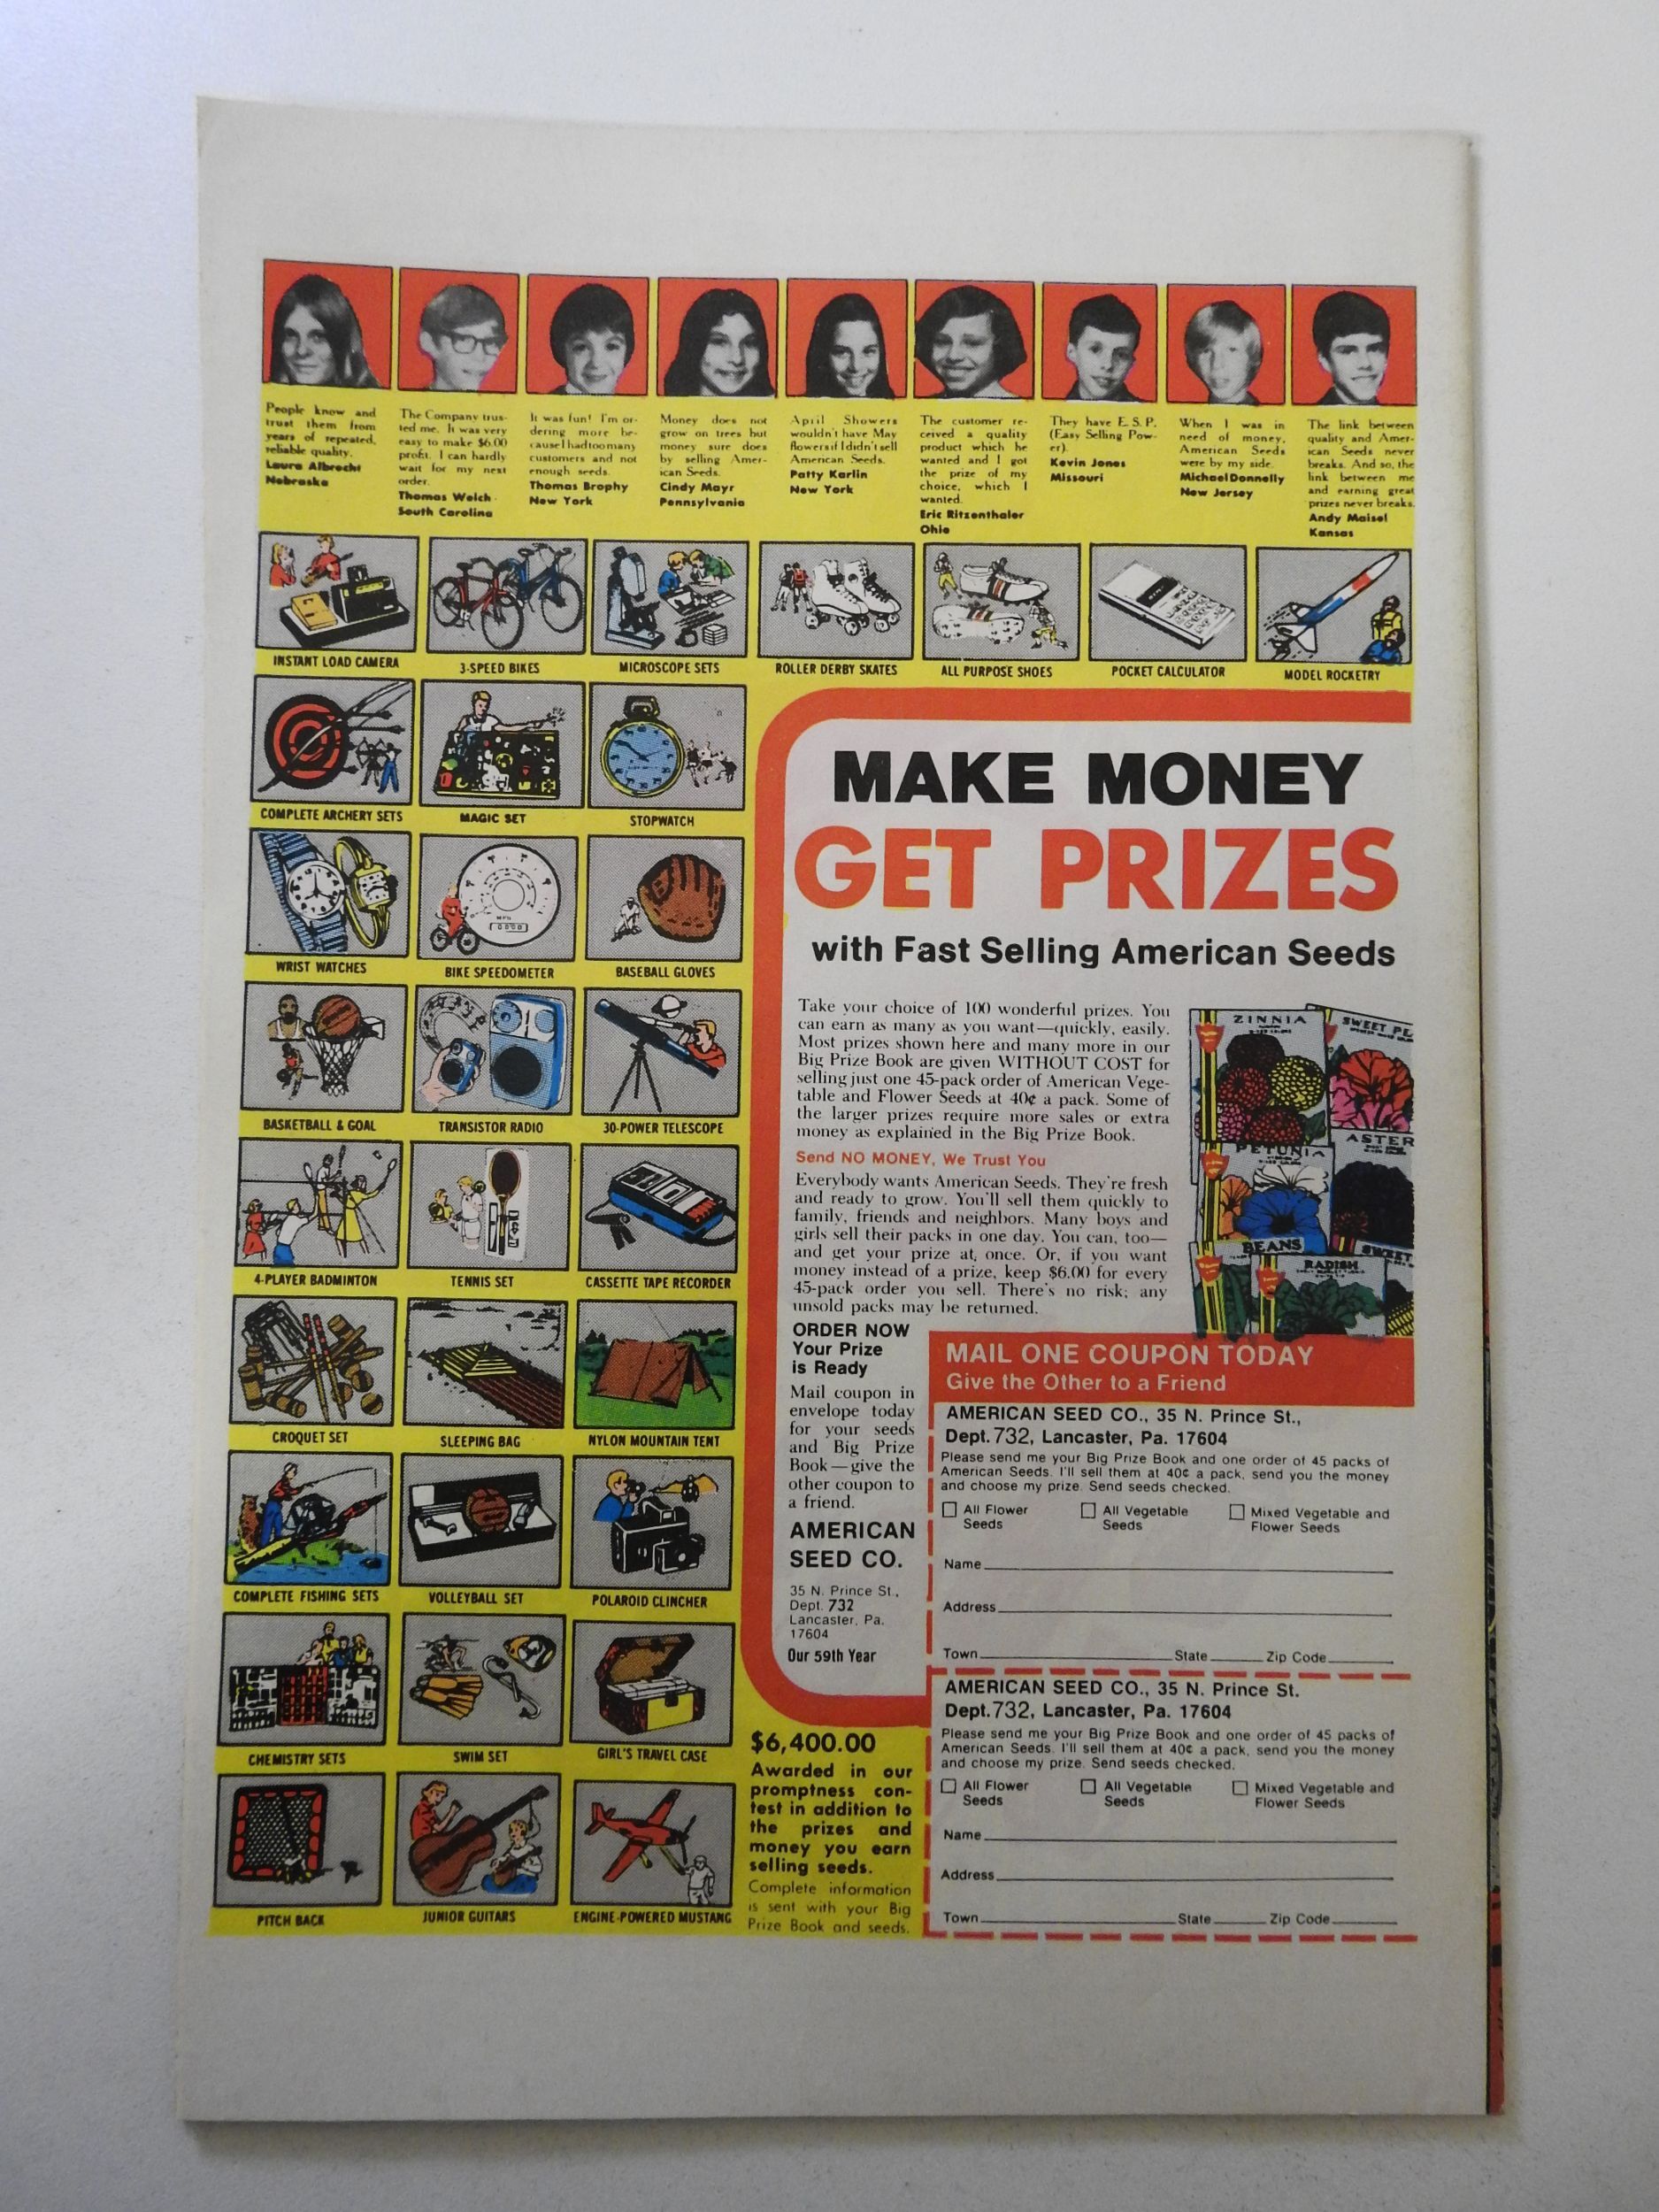 People know and
trust them from
years of repeated,
reliable quality.
Laura Albrecht
Nebraska
The Company trus-
ted me. It was very
easy to make $6.00
profit. I can hardly
wait for my next
order.
Thomas Welch
South Carolina
It was fun! I'm or-
dering more be-
cause I had too many
customers and not
enough seeds.
Thomas Brophy
New York
Money does not
grow on trees but
money sure does
by selling Amer-
ican Seeds.
Cindy Mayr
Pennsylvania
April Showers
wouldn't have May
flowers if I didn't sell
American Seeds.
Patty Karlin
New York
The customer re-
ceived a quality
product which he
wanted and I got
the prize of my
choice, which I
wanted.
Eric Ritzenthaler
Ohio
They have E.S.P.
(Easy Selling Pow-
er).
Kevin Jones
Missouri
When I was in
need of money,
American Seeds
were by my side.
Michael Donnelly
New Jersey
The link between
quality and Amer-
ican Seeds never
breaks. And so, the
link between me
and earning great
prizes never breaks.
Andy Maisel
Kansas
INSTANT LOAD CAMERA
3-SPEED BIKES
MICROSCOPE SETS
ROLLER DERBY SKATES
ALL PURPOSE SHOES
POCKET CALCULATOR
MODEL ROCKETRY
COMPLETE ARCHERY SETS
MAGIC SET
STOPWATCH
WRIST WATCHES
BIKE SPEEDOMETER
BASEBALL GLOVES
BASKETBALL & GOAL
TRANSISTOR RADIO
30-POWER TELESCOPE
4-PLAYER BADMINTON
TENNIS SET
CASSETTE TAPE RECORDER
CROQUET SET
SLEEPING BAG
NYLON MOUNTAIN TENT
COMPLETE FISHING SETS
VOLLEYBALL SET
POLAROID CLINCHER
CHEMISTRY SETS
SWIM SET
GIRL'S TRAVEL CASE
PITCH BACK
JUNIOR GUITARS
ENGINE-POWERED MUSTANG
MAKE MONEY
GET PRIZES
with Fast Selling American Seeds
Take your choice of 100 wonderful prizes. You
can earn as many as you want—quickly, easily.
Most prizes shown here and many more in our
Big Prize Book are given WITHOUT COST for
selling just one 45-pack order of American Vege-
table and Flower Seeds at 40¢ a pack. Some of
the larger prizes require more sales or extra
money as explained in the Big Prize Book.
Send NO MONEY, We Trust You
Everybody wants American Seeds. They're fresh
and ready to grow. You'll sell them quickly to
family, friends and neighbors. Many boys and
girls sell their packs in one day. You can, too—
and get your prize at once. Or, if you want
money instead of a prize, keep $6.00 for every
45-pack order you sell. There's no risk; any
unsold packs may be returned.
ZINNIA
SWEET PE
PETUNIA
ASTER
BEANS
RADISH
SWEET
ORDER NOW
Your Prize
is Ready
Mail coupon in
envelope today
for your seeds
and Big Prize
Book—give the
other coupon to
a friend.
AMERICAN
SEED CO.
35 N. Prince St.,
Dept. 732
Lancaster, Pa.
17604
Our 59th Year
$6,400.00
Awarded in our
promptness con-
test in addition to
the prizes and
money you earn
selling seeds.
Complete information
is sent with your Big
Prize Book and seeds.
MAIL ONE COUPON TODAY
Give the Other to a Friend
AMERICAN SEED CO., 35 N. Prince St.,
Dept. 732, Lancaster, Pa. 17604
Please send me your Big Prize Book and one order of 45 packs of
American Seeds. I'll sell them at 40¢ a pack, send you the money
and choose my prize. Send seeds checked.
All Flower Seeds
All Vegetable Seeds
Mixed Vegetable and Flower Seeds
Name
Address
Town State Zip Code
AMERICAN SEED CO., 35 N. Prince St.
Dept. 732, Lancaster, Pa. 17604
Please send me your Big Prize Book and one order of 45 packs of
American Seeds. I'll sell them at 40¢ a pack, send you the money
and choose my prize. Send seeds checked.
All Flower Seeds
All Vegetable Seeds
Mixed Vegetable and Flower Seeds
Name
Address
Town State Zip Code